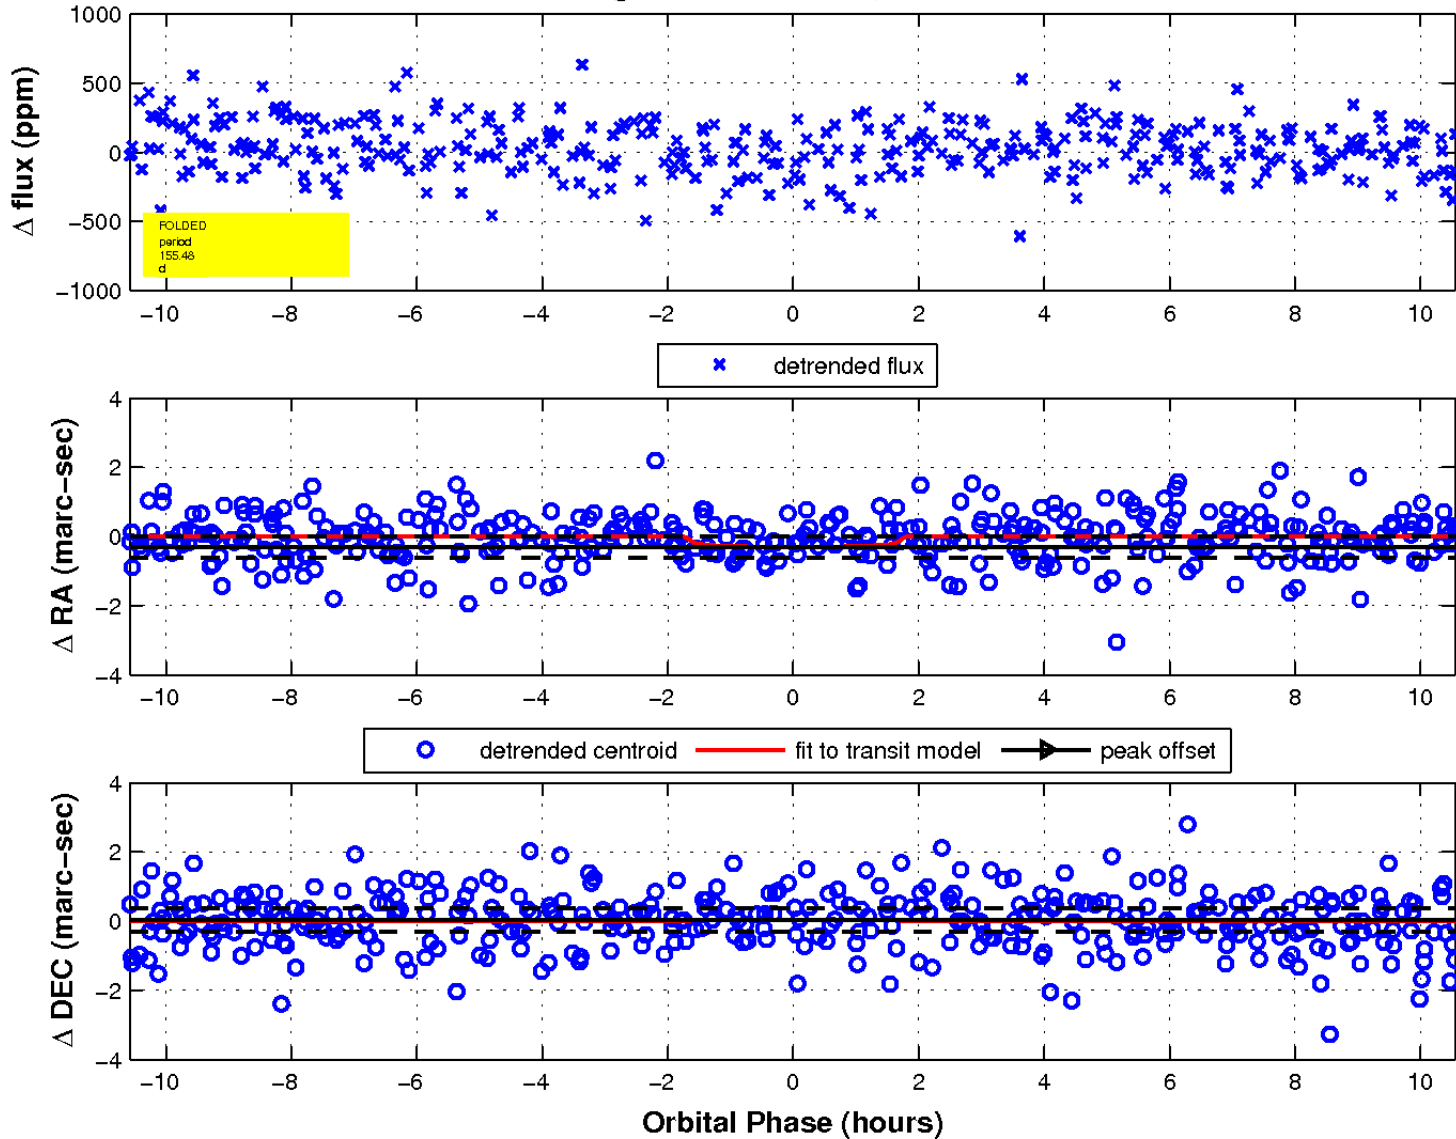 1000
500
0
−500
−1000
Δ flux (ppm)
FOLDED
period
155.48
d
−10 −8 −6 −4 −2 0 2 4 6 8 10
detrended flux
4
2
0
−2
−4
Δ RA (marc−sec)
−10 −8 −6 −4 −2 0 2 4 6 8 10
detrended centroid fit to transit model peak offset
4
2
0
−2
−4
Δ DEC (marc−sec)
−10 −8 −6 −4 −2 0 2 4 6 8 10
Orbital Phase (hours)